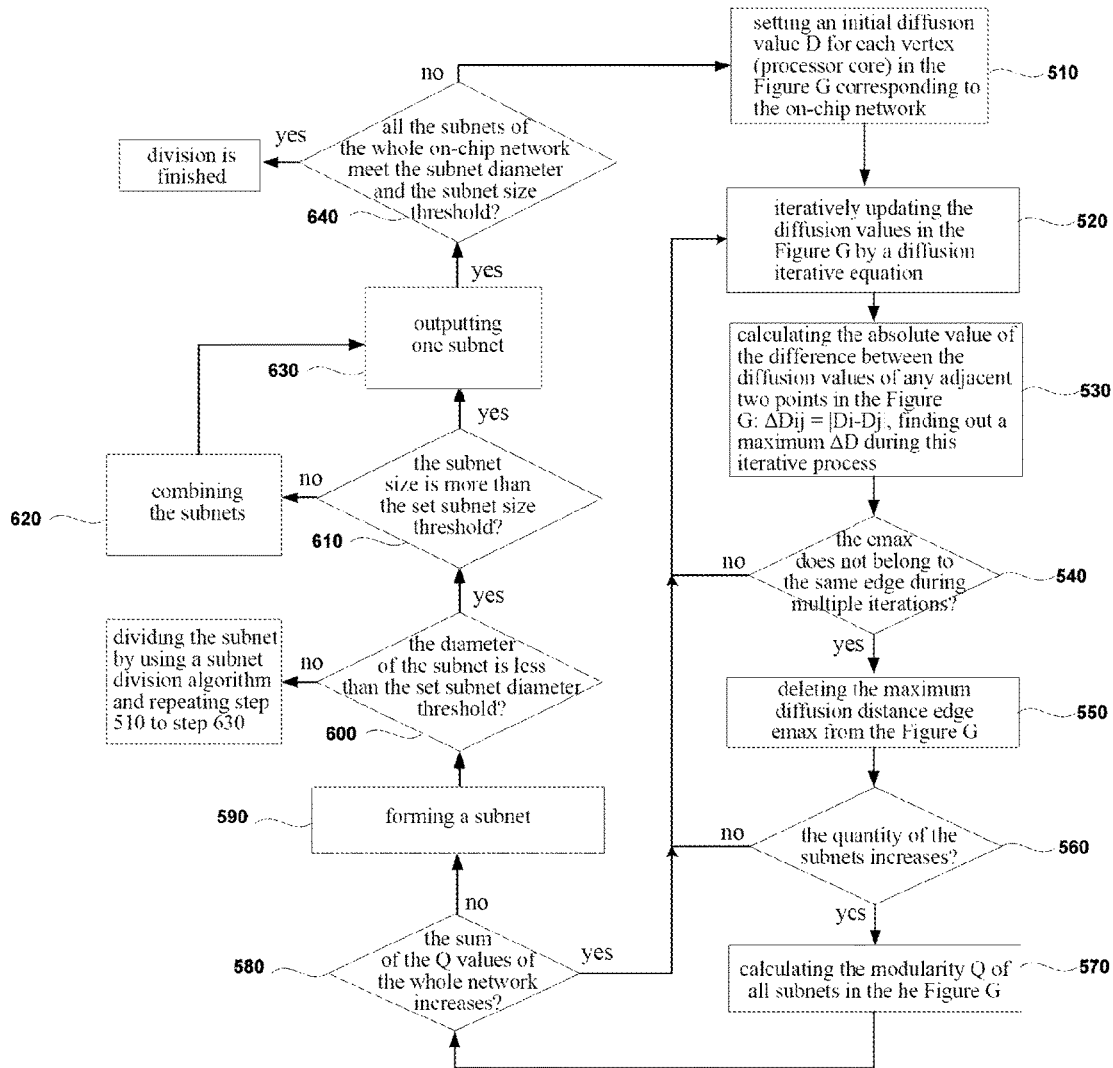 setting an initial diffusion
value D for each vertex
(processor core) in the
Figure G corresponding to
the on-chip network
510
iteratively updating the
diffusion values in the
Figure G by a diffusion
iterative equation
520
calculating the absolute value
of the difference between the
diffusion values of any adjacent
two points in the Figure
G: ΔDij = |Di-Dj|, finding out a
maximum ΔD during this
iterative process
530
the emax
does not belong to
the same edge during
multiple iterations?
540
no
yes
deleting the maximum
diffusion distance edge
emax from the Figure G
550
the quantity of the
subnets increases?
560
no
yes
calculating the modularity Q of
all subnets in the he Figure G
570
the sum
of the Q values of
the whole network
increases?
580
yes
no
forming a subnet
590
the diameter
of the subnet is less
than the set subnet diameter
threshold?
600
no
yes
dividing the subnet
by using a subnet
division algorithm
and repeating step
510 to step 630
the subnet
size is more than
the set subnet size
threshold?
610
no
yes
combining
the subnets
620
outputting
one subnet
630
yes
all the subnets of
the whole on-chip network
meet the subnet diameter
and the subnet size
threshold?
640
no
yes
division is
finished